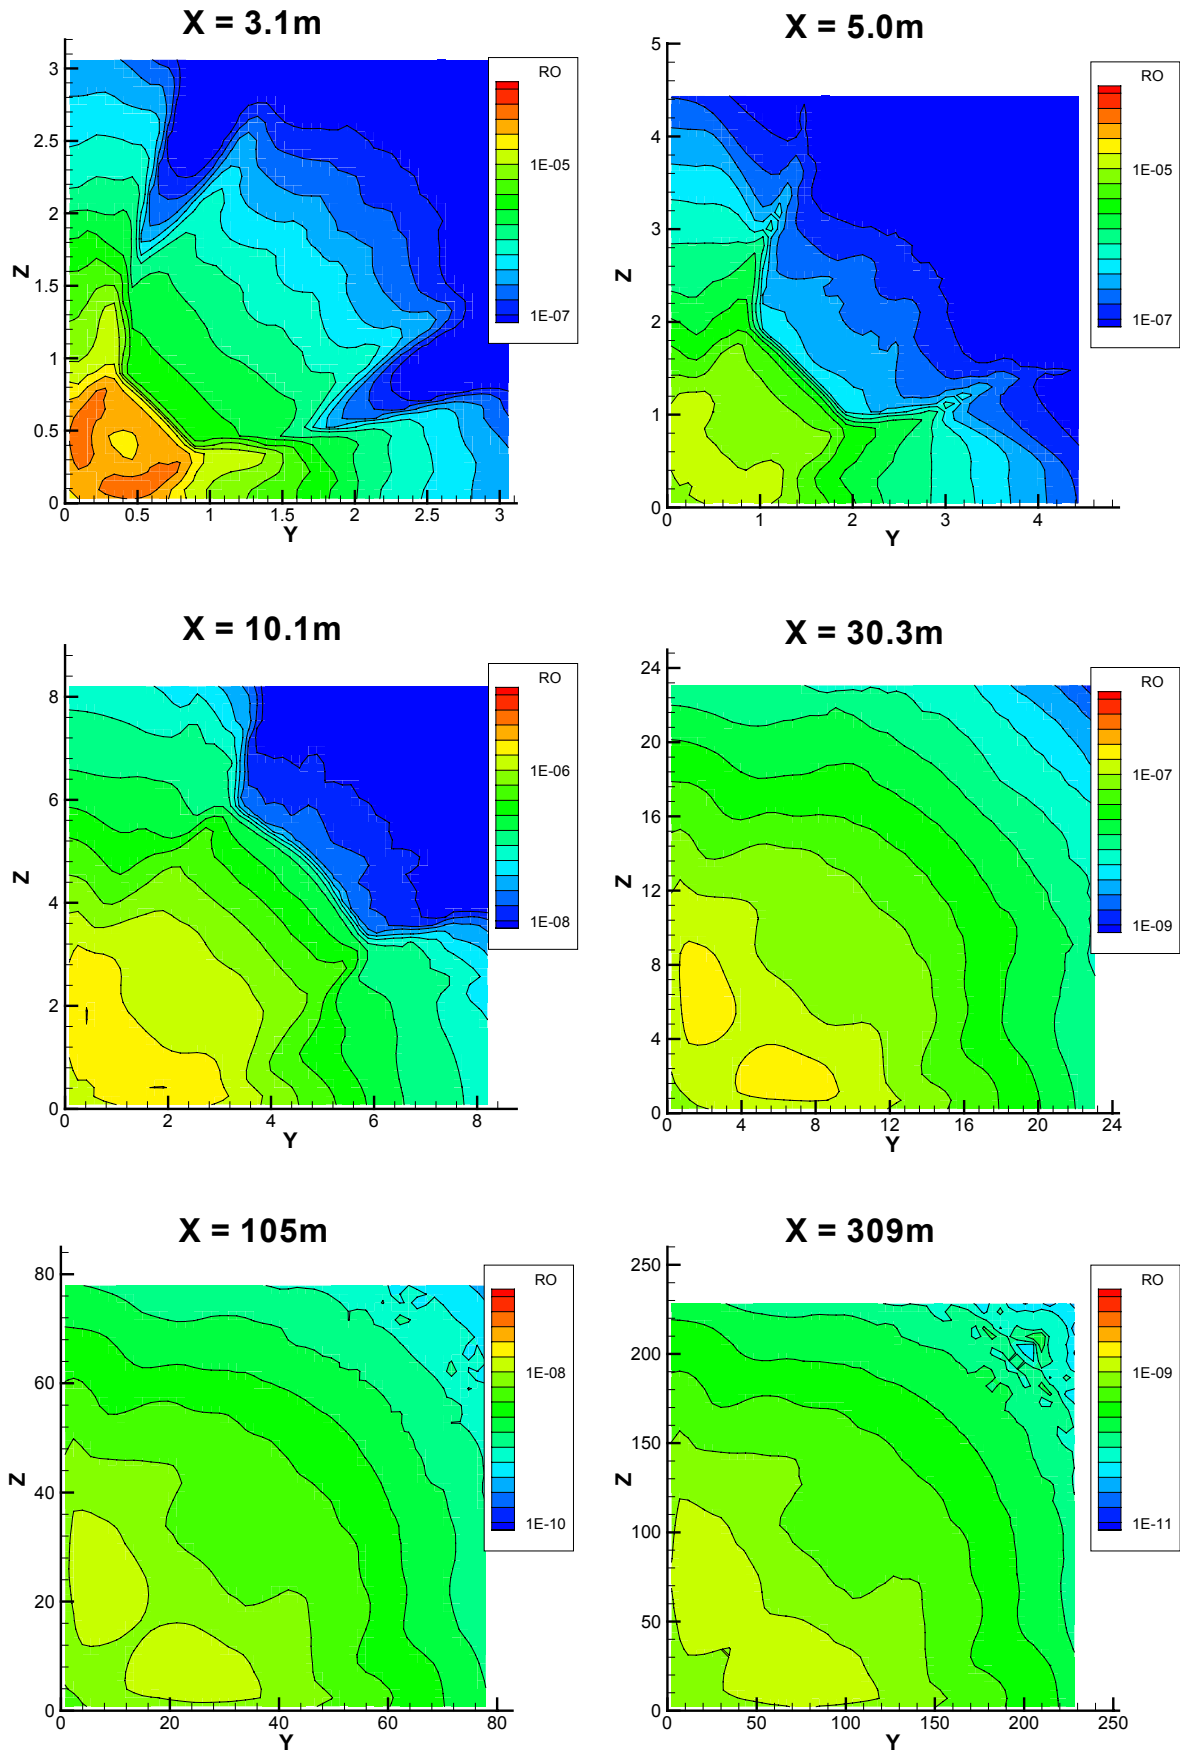 X = 3.1m
RO
1E-05
1E-07
3
2.5
2
1.5
1
0.5
0
Z
0 0.5 1 1.5 2 2.5 3
Y
X = 5.0m
RO
1E-05
1E-07
5
4
3
2
1
0
Z
0 1 2 3 4
Y
X = 10.1m
RO
1E-06
1E-08
8
6
4
2
0
Z
0 2 4 6 8
Y
X = 30.3m
RO
1E-07
1E-09
24
20
16
12
8
4
0
Z
0 4 8 12 16 20 24
Y
X = 105m
RO
1E-08
1E-10
80
60
40
20
0
Z
0 20 40 60 80
Y
X = 309m
RO
1E-09
1E-11
250
200
150
100
50
0
Z
0 50 100 150 200 250
Y